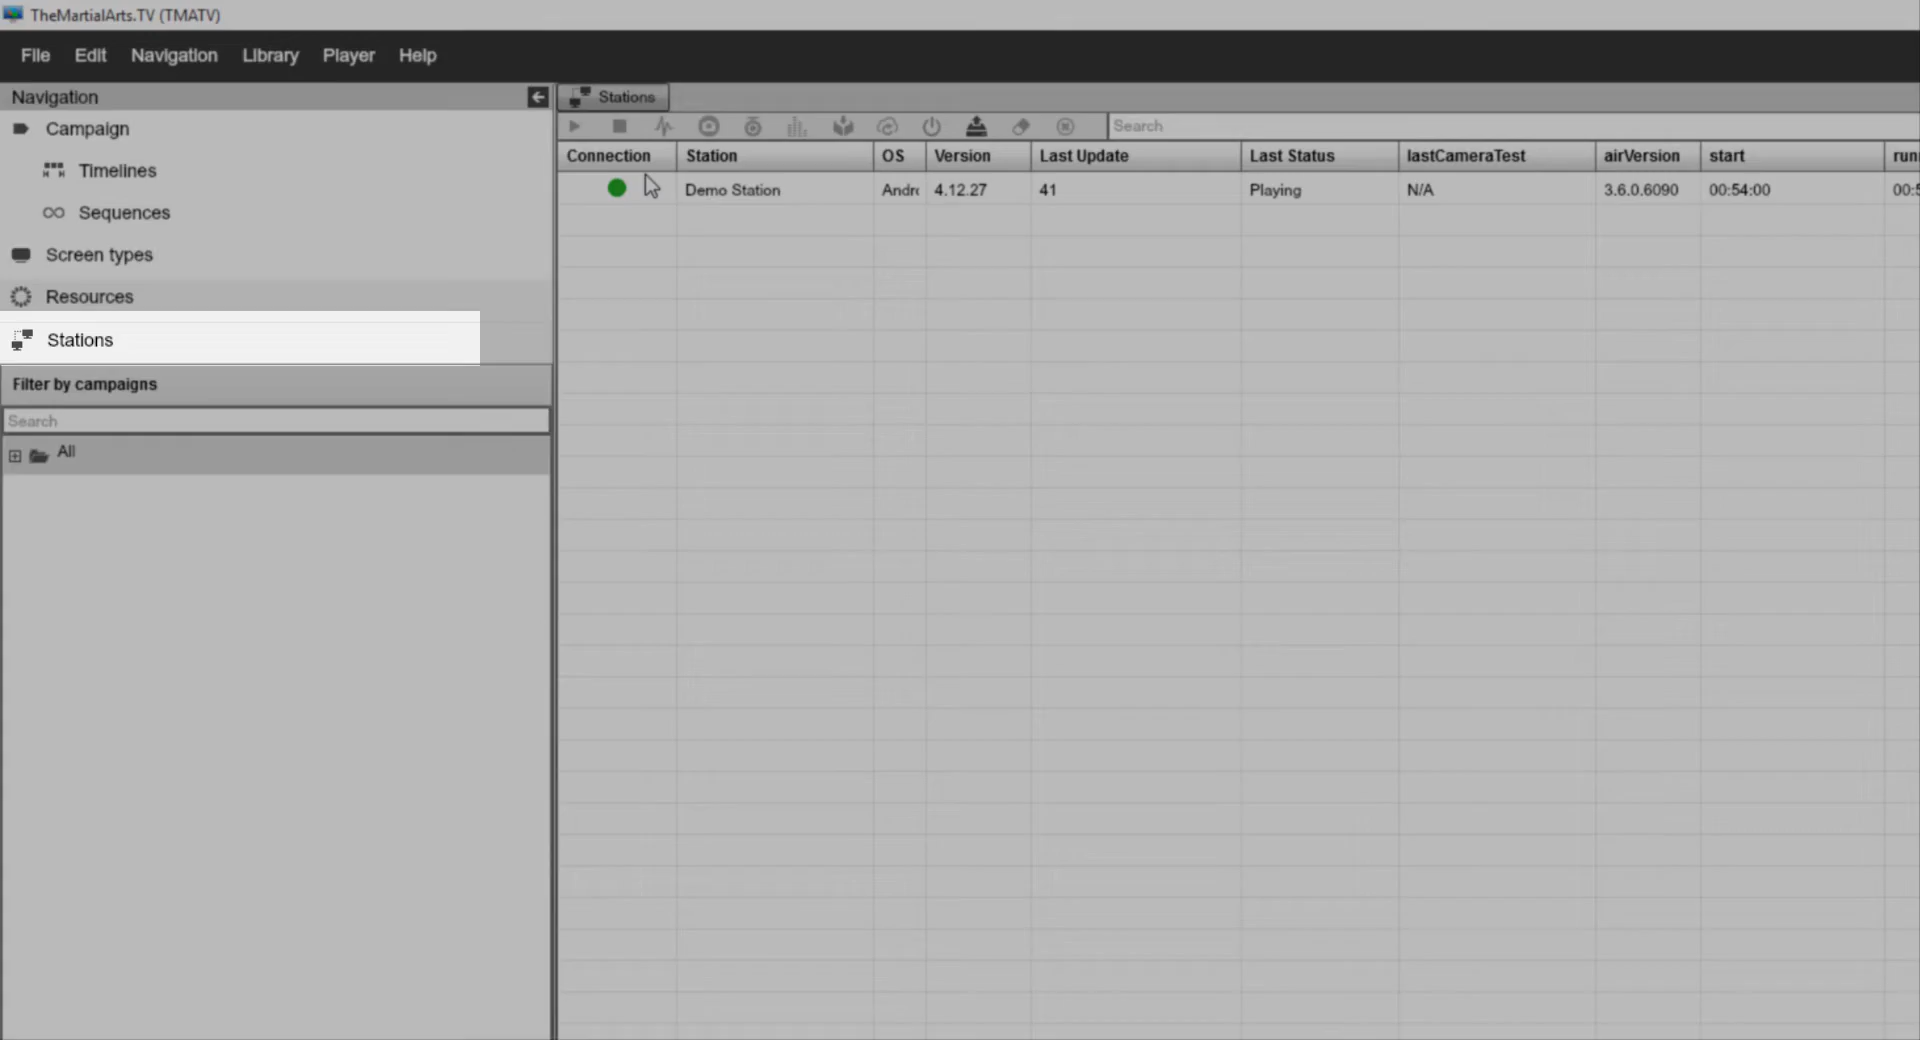 TheMartialArts.TV (TMATV)
File Edit Navigation Library Player Help
Navigation
Campaign
Timelines
Sequences
Screen types
Resources
Stations
Filter by campaigns
Search
All
Stations
Search
Connection Station OS Version Last Update Last Status lastCameraTest airVersion start
Demo Station Andr 4.12.27 41 Playing N/A 3.6.0.6090 00:54:00